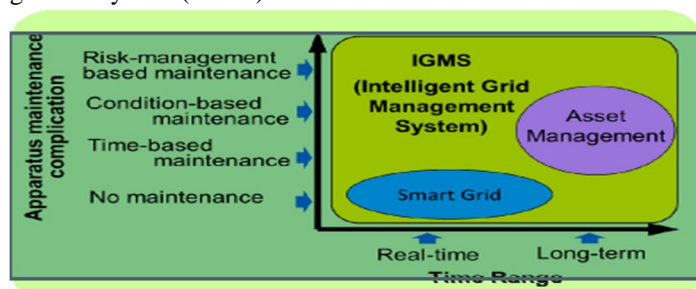 Risk-management
based maintenance
Condition-based
maintenance
Time-based
maintenance
No maintenance
Apparatus maintenance
complication
IGMS
(Intelligent Grid
Management
System)
Asset
Management
Smart Grid
Real-time
Long-term
Time Range